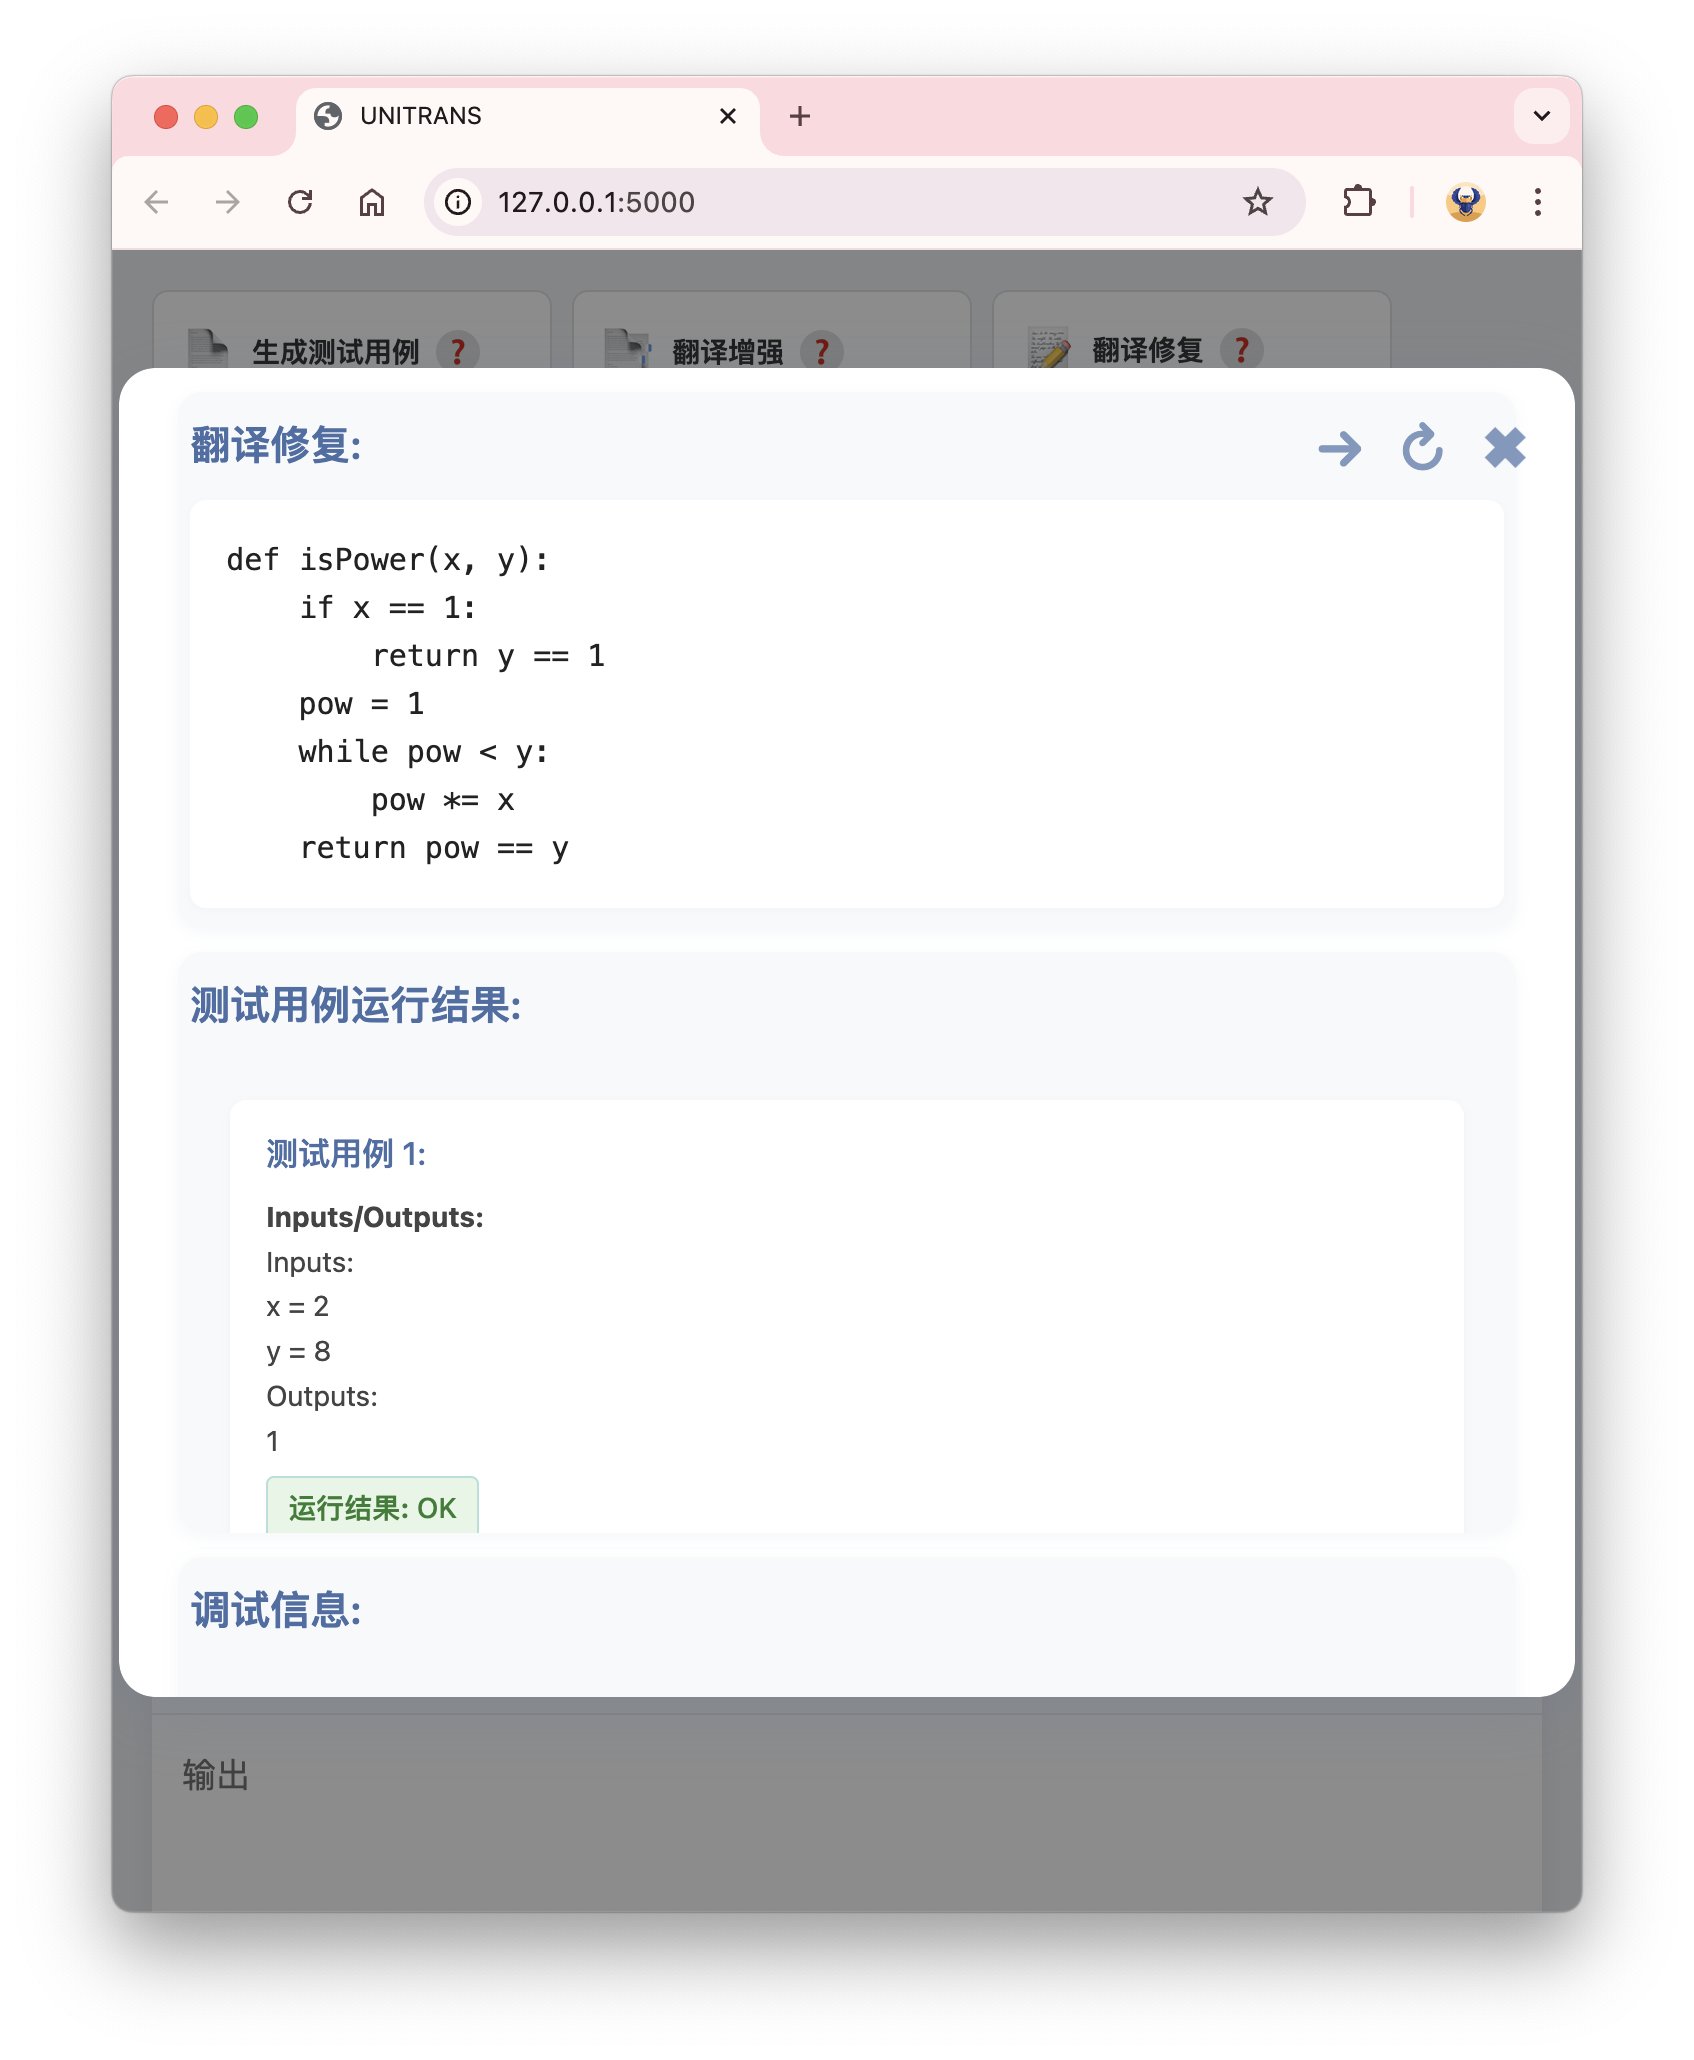 UNITRANS
127.0.0.1:5000
生成测试用例 ?
翻译增强 ?
翻译修复 ?
翻译修复:
def isPower(x, y):
    if x == 1:
        return y == 1
    pow = 1
    while pow < y:
        pow *= x
    return pow == y
测试用例运行结果:
测试用例 1:
Inputs/Outputs:
Inputs:
x = 2
y = 8
Outputs:
1
运行结果: OK
调试信息:
输出